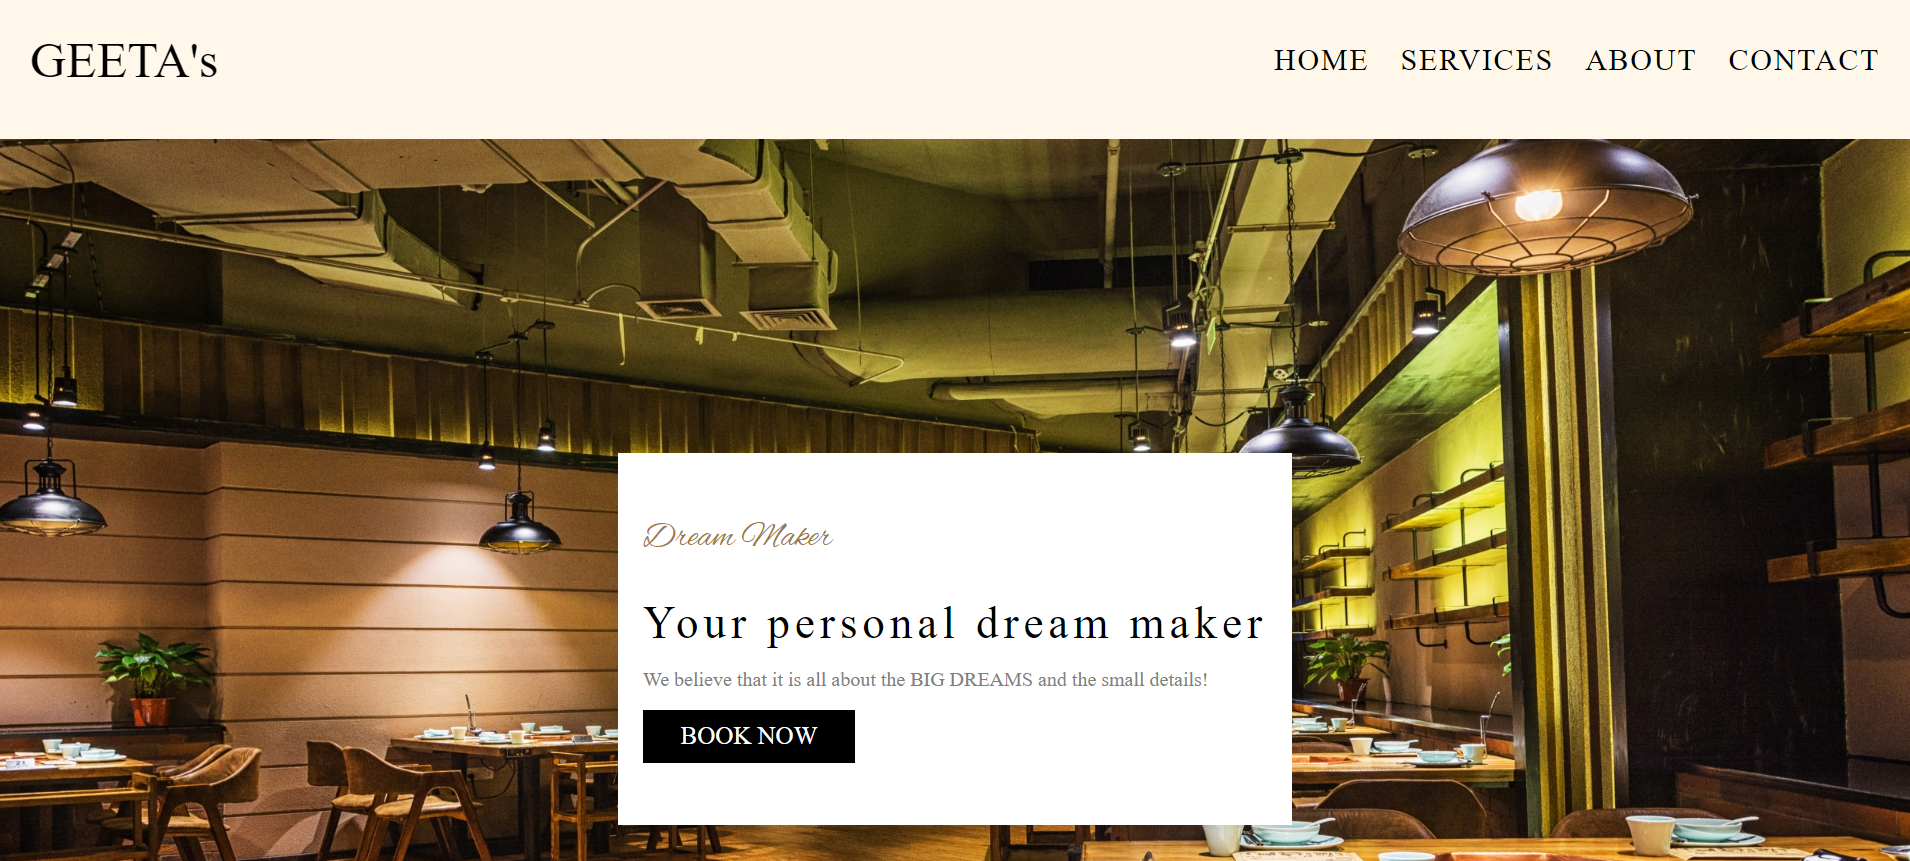 GEETA's
HOME SERVICES ABOUT CONTACT
Dream Maker
Your personal dream maker
We believe that it is all about the BIG DREAMS and the small details!
BOOK NOW
21